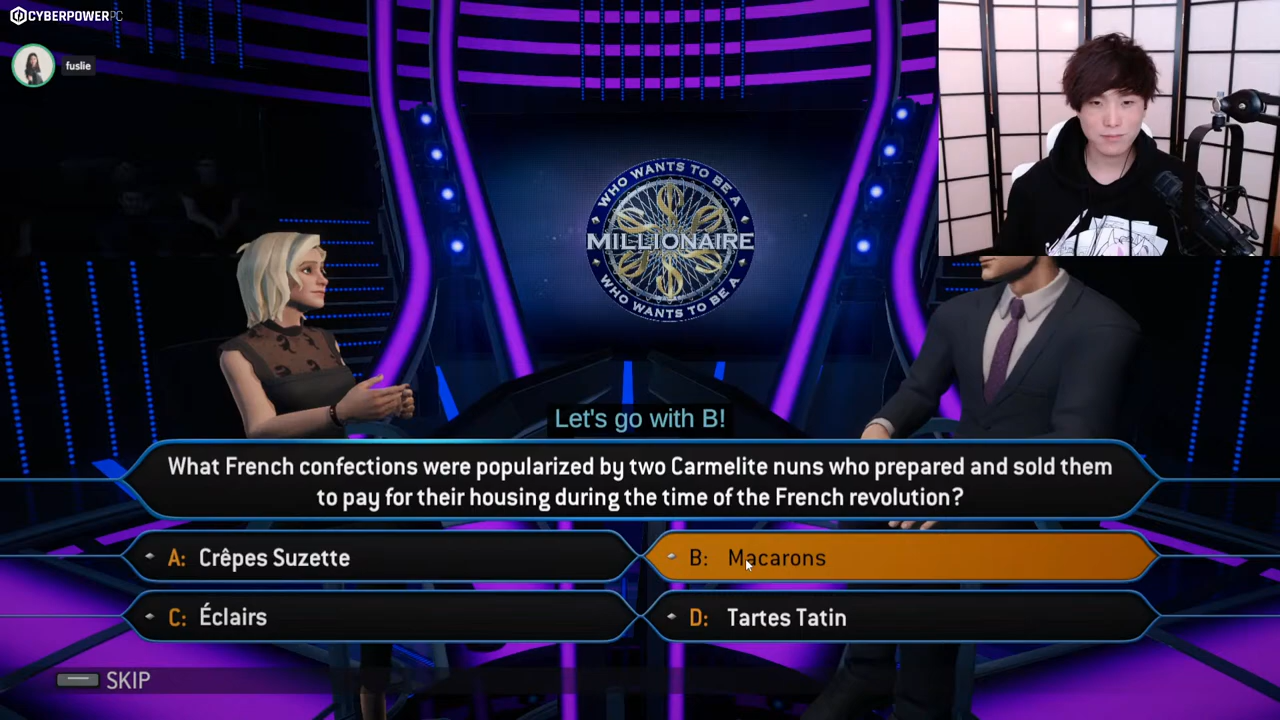 CYBERPOWERPC
fuslie
WHO WANTS TO BE A
MILLIONAIRE
WHO WANTS TO BE A
Let's go with B!
What French confections were popularized by two Carmelite nuns who prepared and sold them
to pay for their housing during the time of the French revolution?
A: Crêpes Suzette
B: Macarons
C: Éclairs
D: Tartes Tatin
SKIP